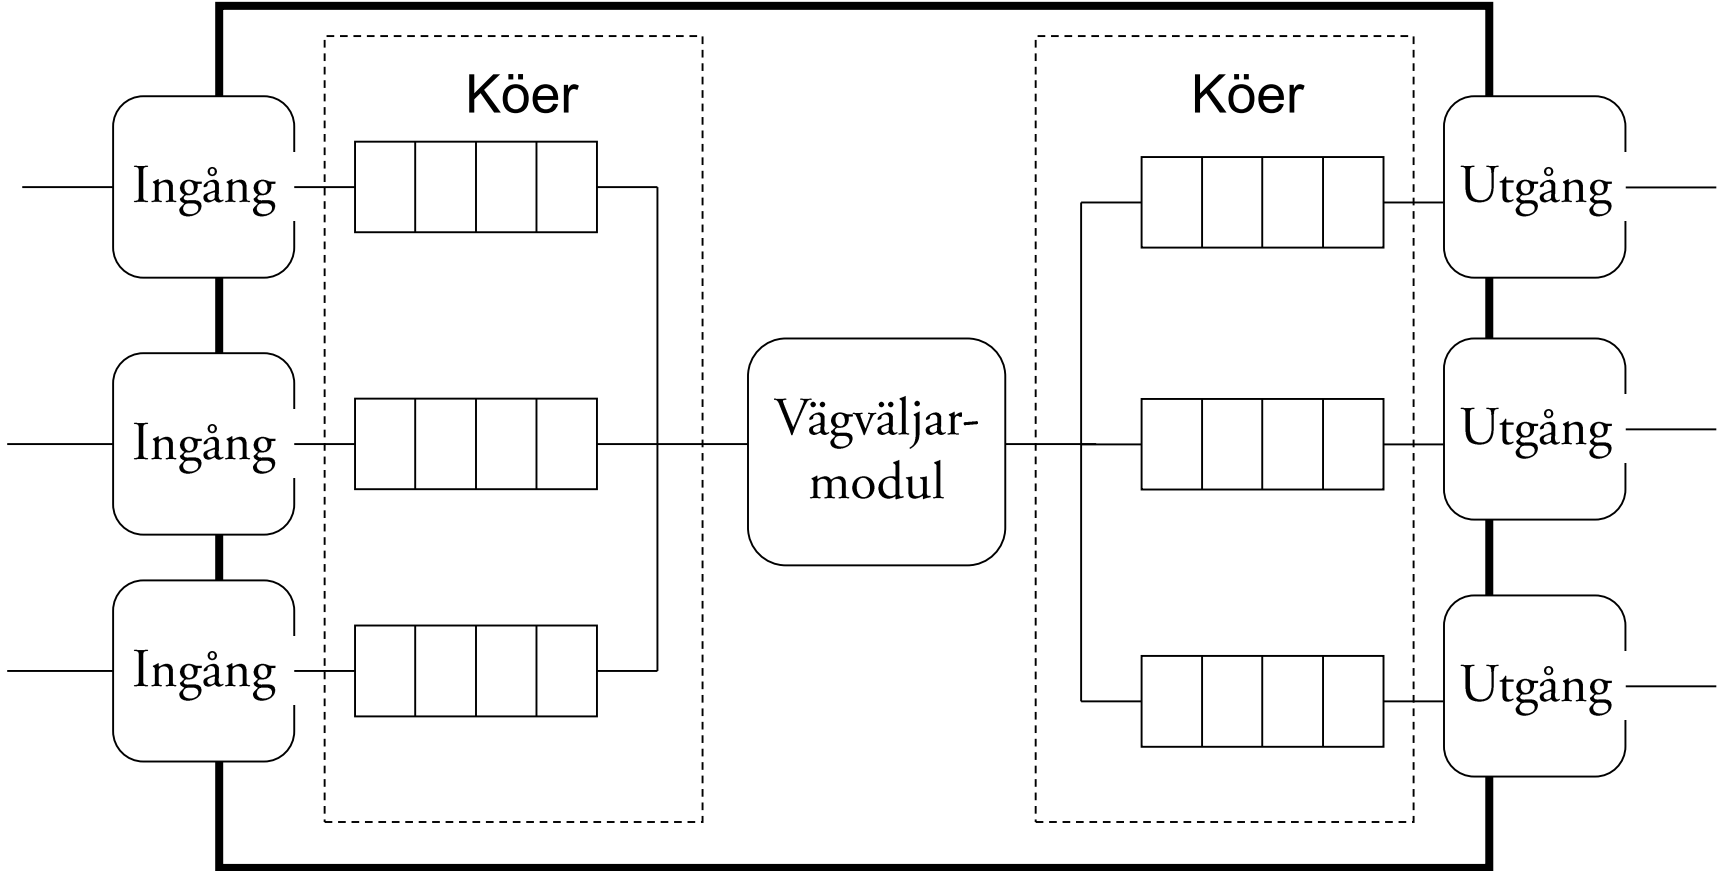 Köer
Köer
Ingång
Utgång
Ingång
Vägväljar-
modul
Utgång
Ingång
Utgång